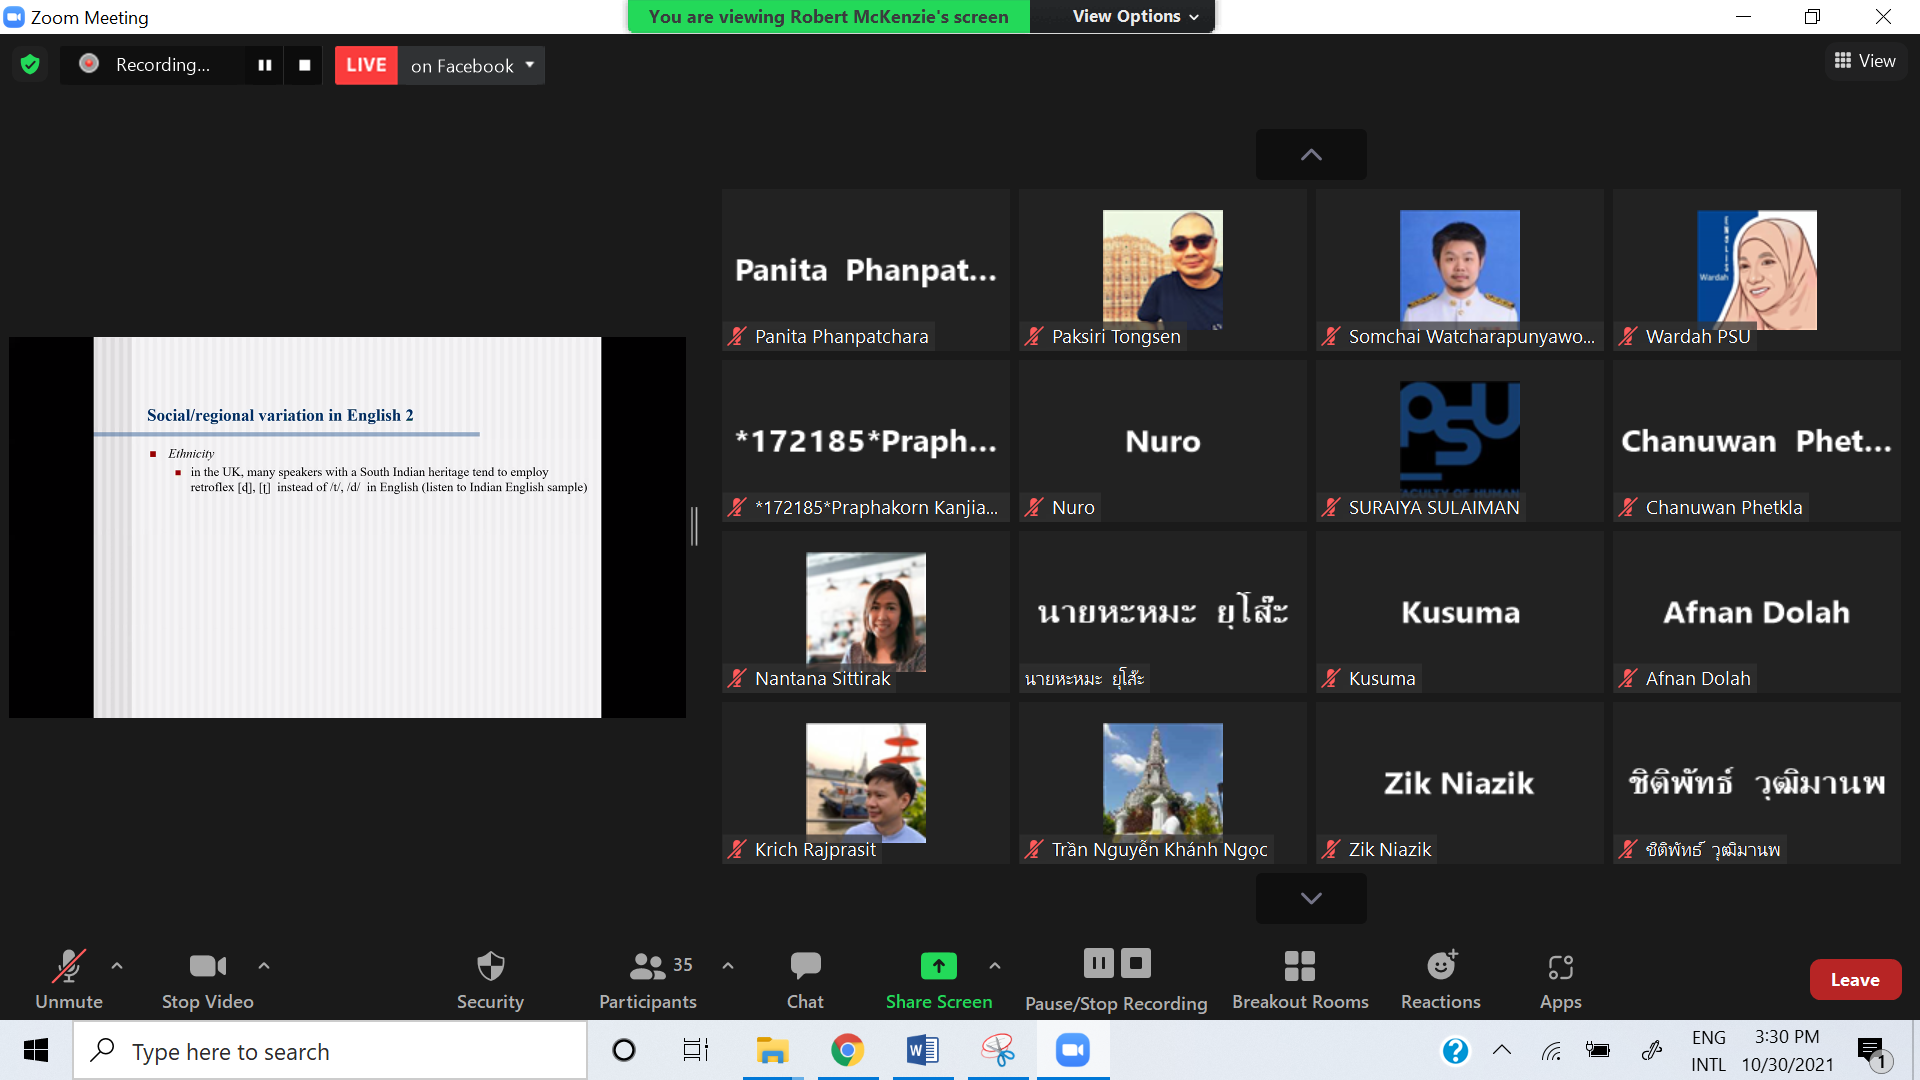 Zoom Meeting
You are viewing Robert McKenzie's screen
View Options
Recording...
LIVE
on Facebook
View
Social/regional variation in English 2
Ethnicity
in the UK, many speakers with a South Indian heritage tend to employ
retroflex [ɖ], [ʈ] instead of /t/, /d/ in English (listen to Indian English sample)
Panita Phanpat...
Panita Phanpatchara
Paksiri Tongsen
Somchai Watcharapunyawo...
ENGLIS
Wardah
Wardah PSU
*172185*Praph...
*172185*Praphakorn Kanjia...
Nuro
Nuro
PSU
FACULTY OF HUMAN
SURAIYA SULAIMAN
Chanuwan Phet...
Chanuwan Phetkla
Nantana Sittirak
นายหะหมะ ยุโส๊ะ
นายหะหมะ ยุโส๊ะ
Kusuma
Kusuma
Afnan Dolah
Afnan Dolah
Krich Rajprasit
Trần Nguyễn Khánh Ngọc
Zik Niazik
Zik Niazik
ชิติพัทธ์ วุฒิมานพ
ชิติพัทธ์ วุฒิมานพ
Unmute
Stop Video
Security
35
Participants
Chat
Share Screen
Pause/Stop Recording
Breakout Rooms
Reactions
Apps
Leave
Type here to search
ENG
INTL
3:30 PM
10/30/2021
1